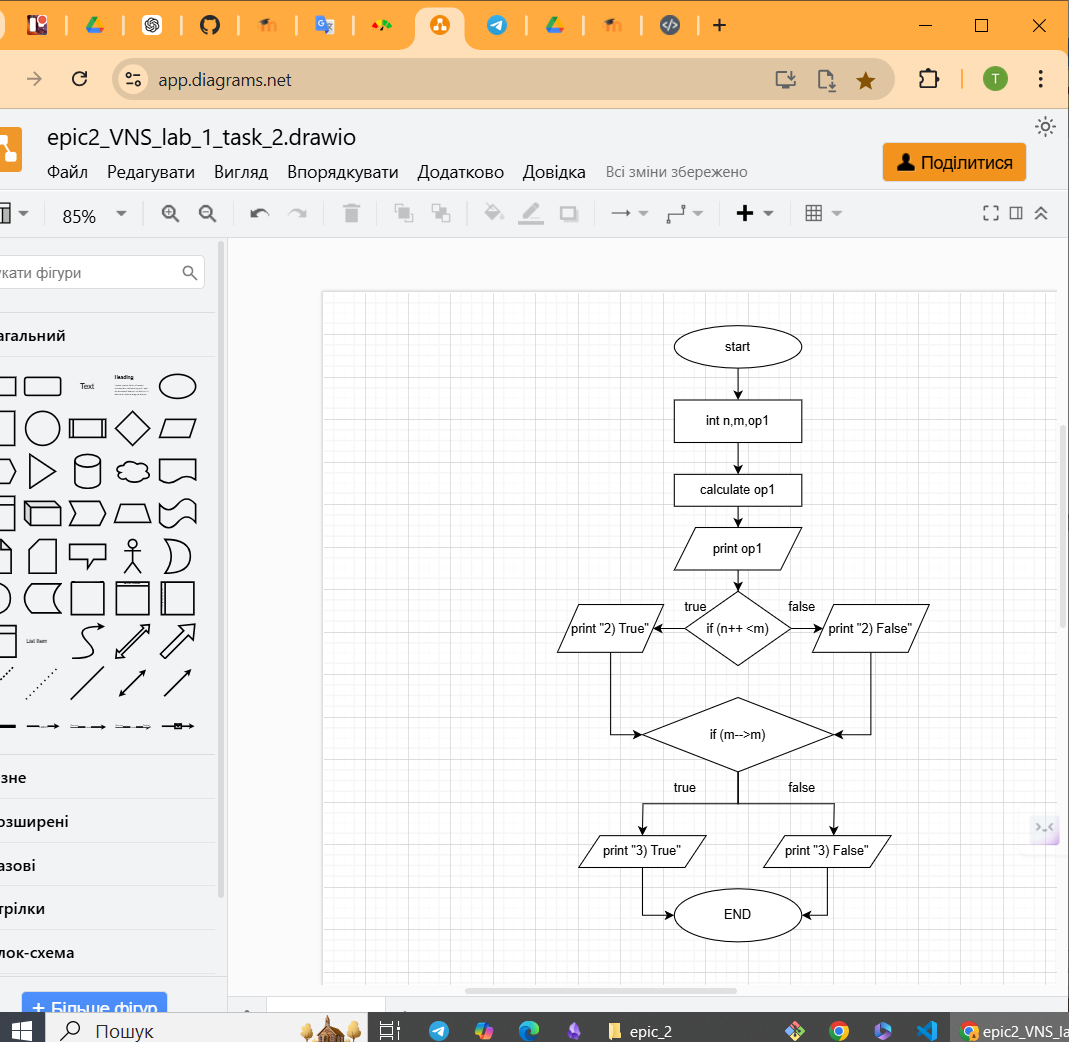 app.diagrams.net
T
epic2_VNS_lab_1_task_2.drawio
Файл Редагувати Вигляд Впорядкувати Додатково Довідка Всі зміни збережено
Поділитися
85%
укати фігури
агальний
Text
Heading
List Item
зне
озширені
азові
трілки
лок-схема
+ Більше фігур
start
int n,m,op1
calculate op1
print op1
true
false
print "2) True"
if (n++ <m)
print "2) False"
if (m-->m)
true
false
print "3) True"
print "3) False"
END
Пошук
epic_2
epic2_VNS_la